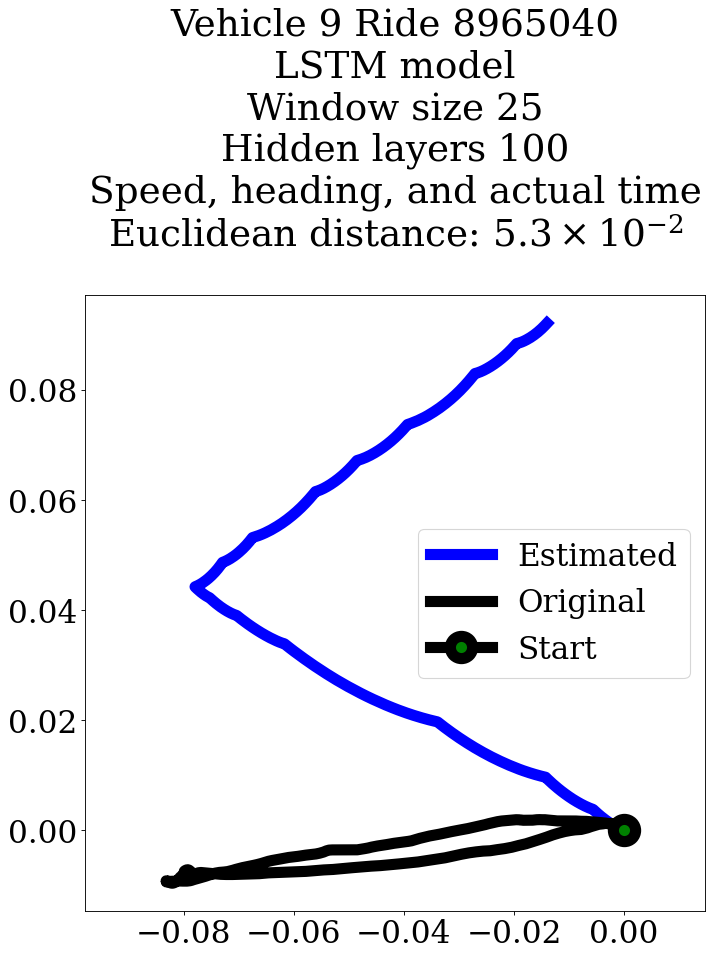 Vehicle 9 Ride 8965040
LSTM model
Window size 25
Hidden layers 100
Speed, heading, and actual time
Euclidean distance: 5.3 × 10⁻²
0.08
0.06
0.04
0.02
0.00
Estimated
Original
Start
−0.08 −0.06 −0.04 −0.02 0.00